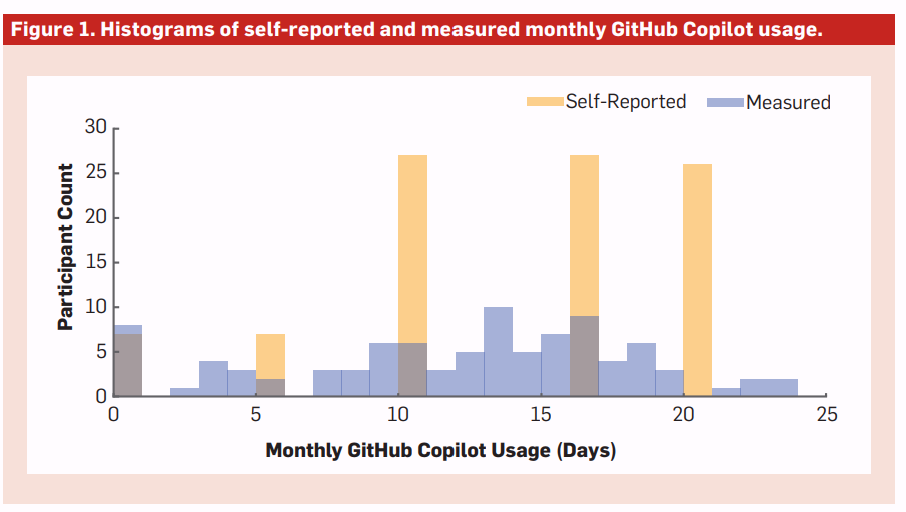 Figure 1. Histograms of self-reported and measured monthly GitHub Copilot usage.
Self-Reported Measured
30
25
20
15
10
5
0
Participant Count
0 5 10 15 20 25
Monthly GitHub Copilot Usage (Days)